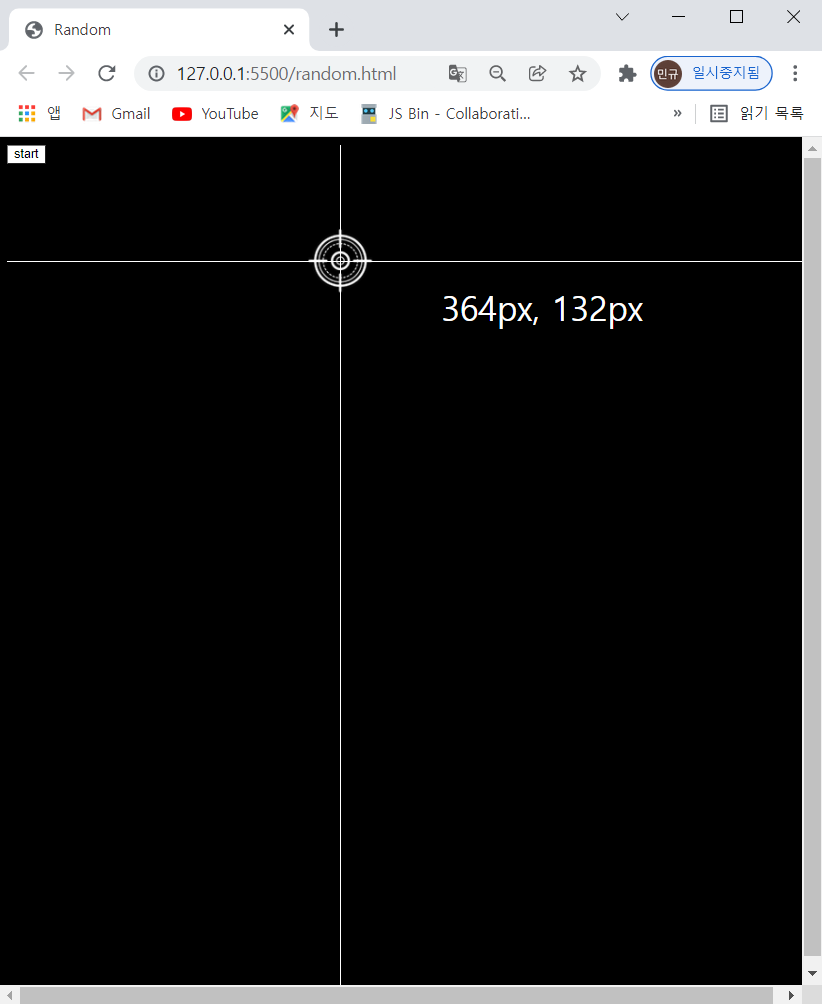 Random
127.0.0.1:5500/random.html
민규 일시중지됨
앱 Gmail YouTube 지도 JS Bin - Collaborati... » 읽기 목록
start
364px, 132px